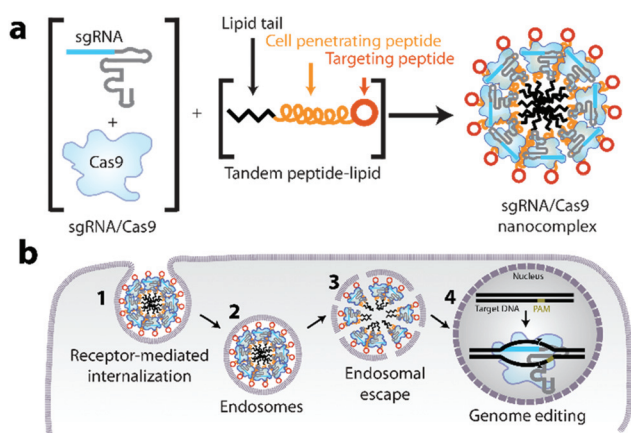 a
sgRNA
+
Cas9
sgRNA/Cas9
+
Lipid tail
Cell penetrating peptide
Targeting peptide
Tandem peptide-lipid
sgRNA/Cas9
nanocomplex
b
1
Receptor-mediated
internalization
2
Endosomes
3
Endosomal
escape
4
Nucleus
Target DNA PAM
Genome editing